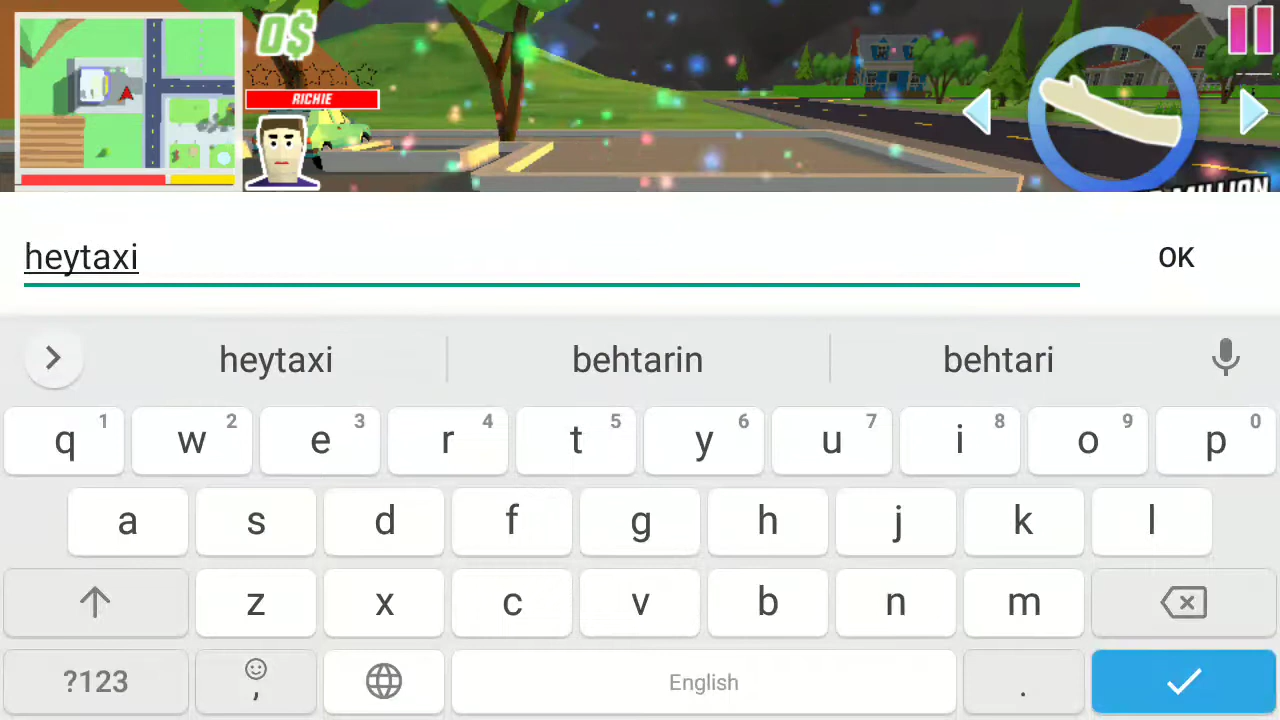 0$
RICHIE
MILLION
heytaxi
OK
heytaxi behtarin behtari
q 1 w 2 e 3 r 4 t 5 y 6 u 7 i 8 o 9 p 0
a s d f g h j k l
z x c v b n m
?123 , English .